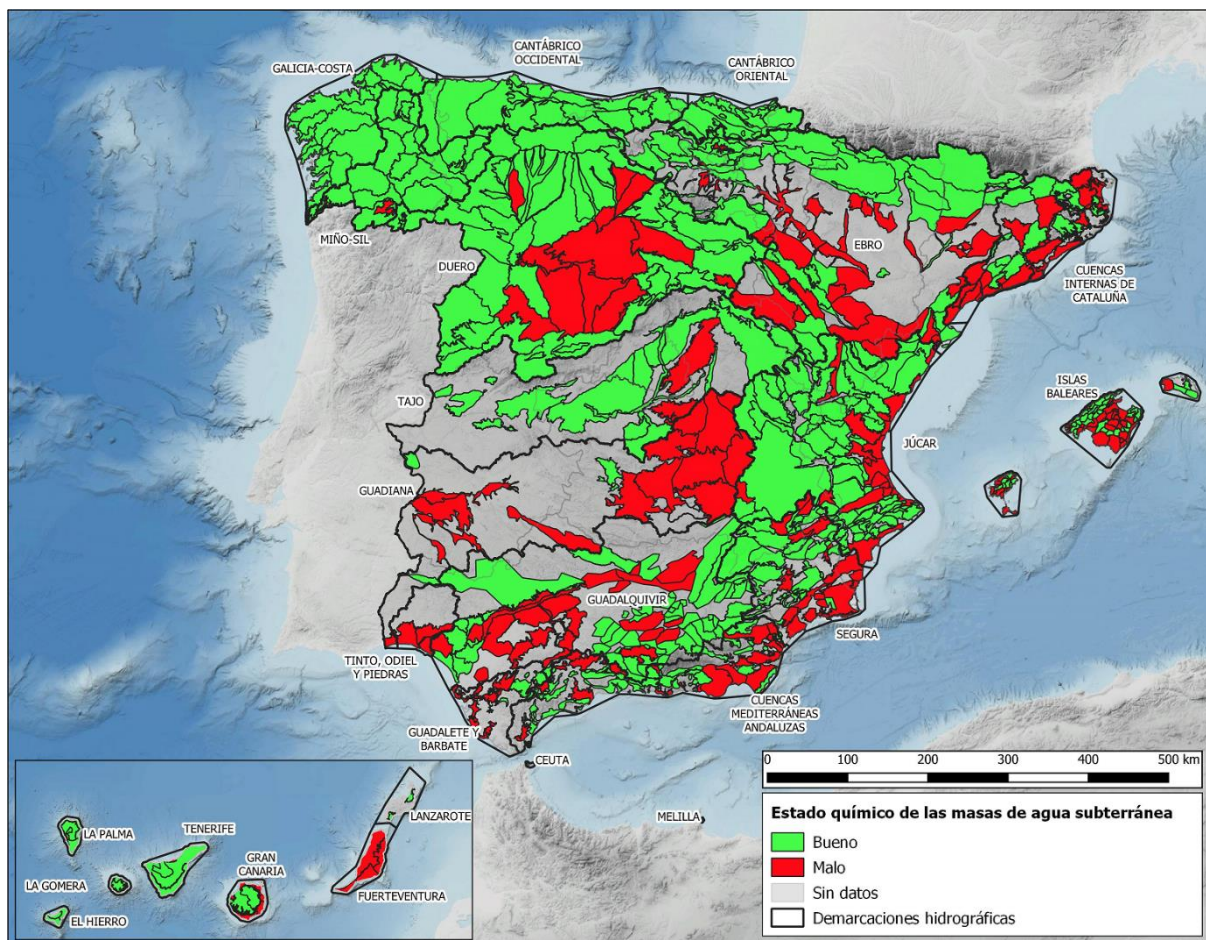 CANTÁBRICO
OCCIDENTAL
CANTÁBRICO
ORIENTAL
GALICIA-COSTA
MIÑO-SIL
DUERO
EBRO
CUENCAS
INTERNAS DE
CATALUÑA
TAJO
ISLAS
BALEARES
JÚCAR
GUADIANA
GUADALQUIVIR
SEGURA
TINTO, ODIEL
Y PIEDRAS
CUENCAS
MEDITERRÁNEAS
ANDALUZAS
GUADALETE Y
BARBATE
CEUTA
MELILLA
LA PALMA
TENERIFE
LANZAROTE
GRAN
CANARIA
LA GOMERA
FUERTEVENTURA
EL HIERRO
0 100 200 300 400 500 km
Estado químico de las masas de agua subterránea
Bueno
Malo
Sin datos
Demarcaciones hidrográficas